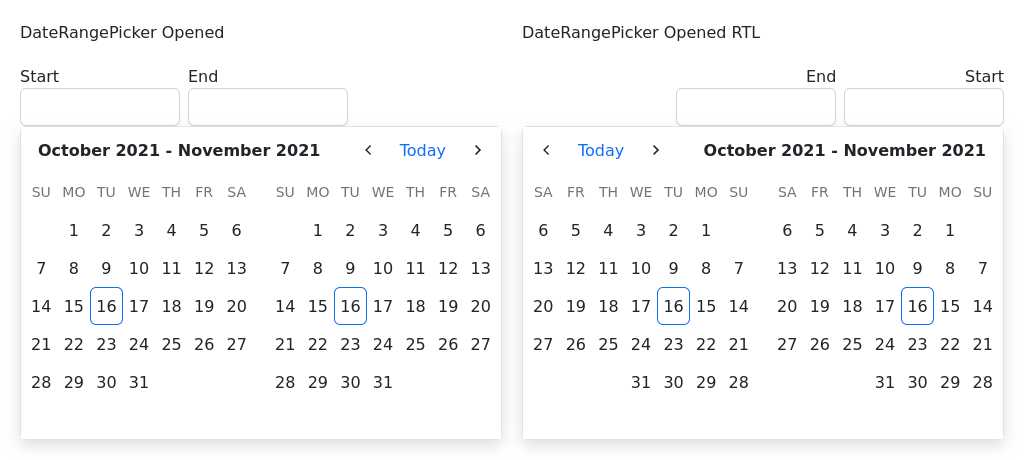 DateRangePicker Opened
Start End
October 2021 - November 2021 Today
SU MO TU WE TH FR SA SU MO TU WE TH FR SA
1 2 3 4 5 6 1 2 3 4 5 6
7 8 9 10 11 12 13 7 8 9 10 11 12 13
14 15 16 17 18 19 20 14 15 16 17 18 19 20
21 22 23 24 25 26 27 21 22 23 24 25 26 27
28 29 30 31 28 29 30 31
DateRangePicker Opened RTL
End Start
Today October 2021 - November 2021
SA FR TH WE TU MO SU SA FR TH WE TU MO SU
6 5 4 3 2 1 6 5 4 3 2 1
13 12 11 10 9 8 7 13 12 11 10 9 8 7
20 19 18 17 16 15 14 20 19 18 17 16 15 14
27 26 25 24 23 22 21 27 26 25 24 23 22 21
31 30 29 28 31 30 29 28